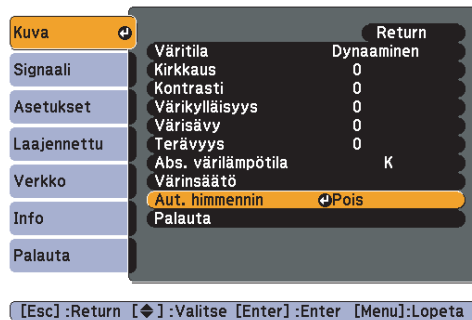 Kuva
Signaali
Asetukset
Laajennettu
Verkko
Info
Palauta
Return
Väritila Dynaaminen
Kirkkaus 0
Kontrasti 0
Värikylläisyys 0
Värisävy 0
Terävyys 0
Abs. värilämpötila K
Värinsäätö
Aut. himmennin Pois
Palauta
[Esc] :Return [◆] :Valitse [Enter] :Enter [Menu]:Lopeta